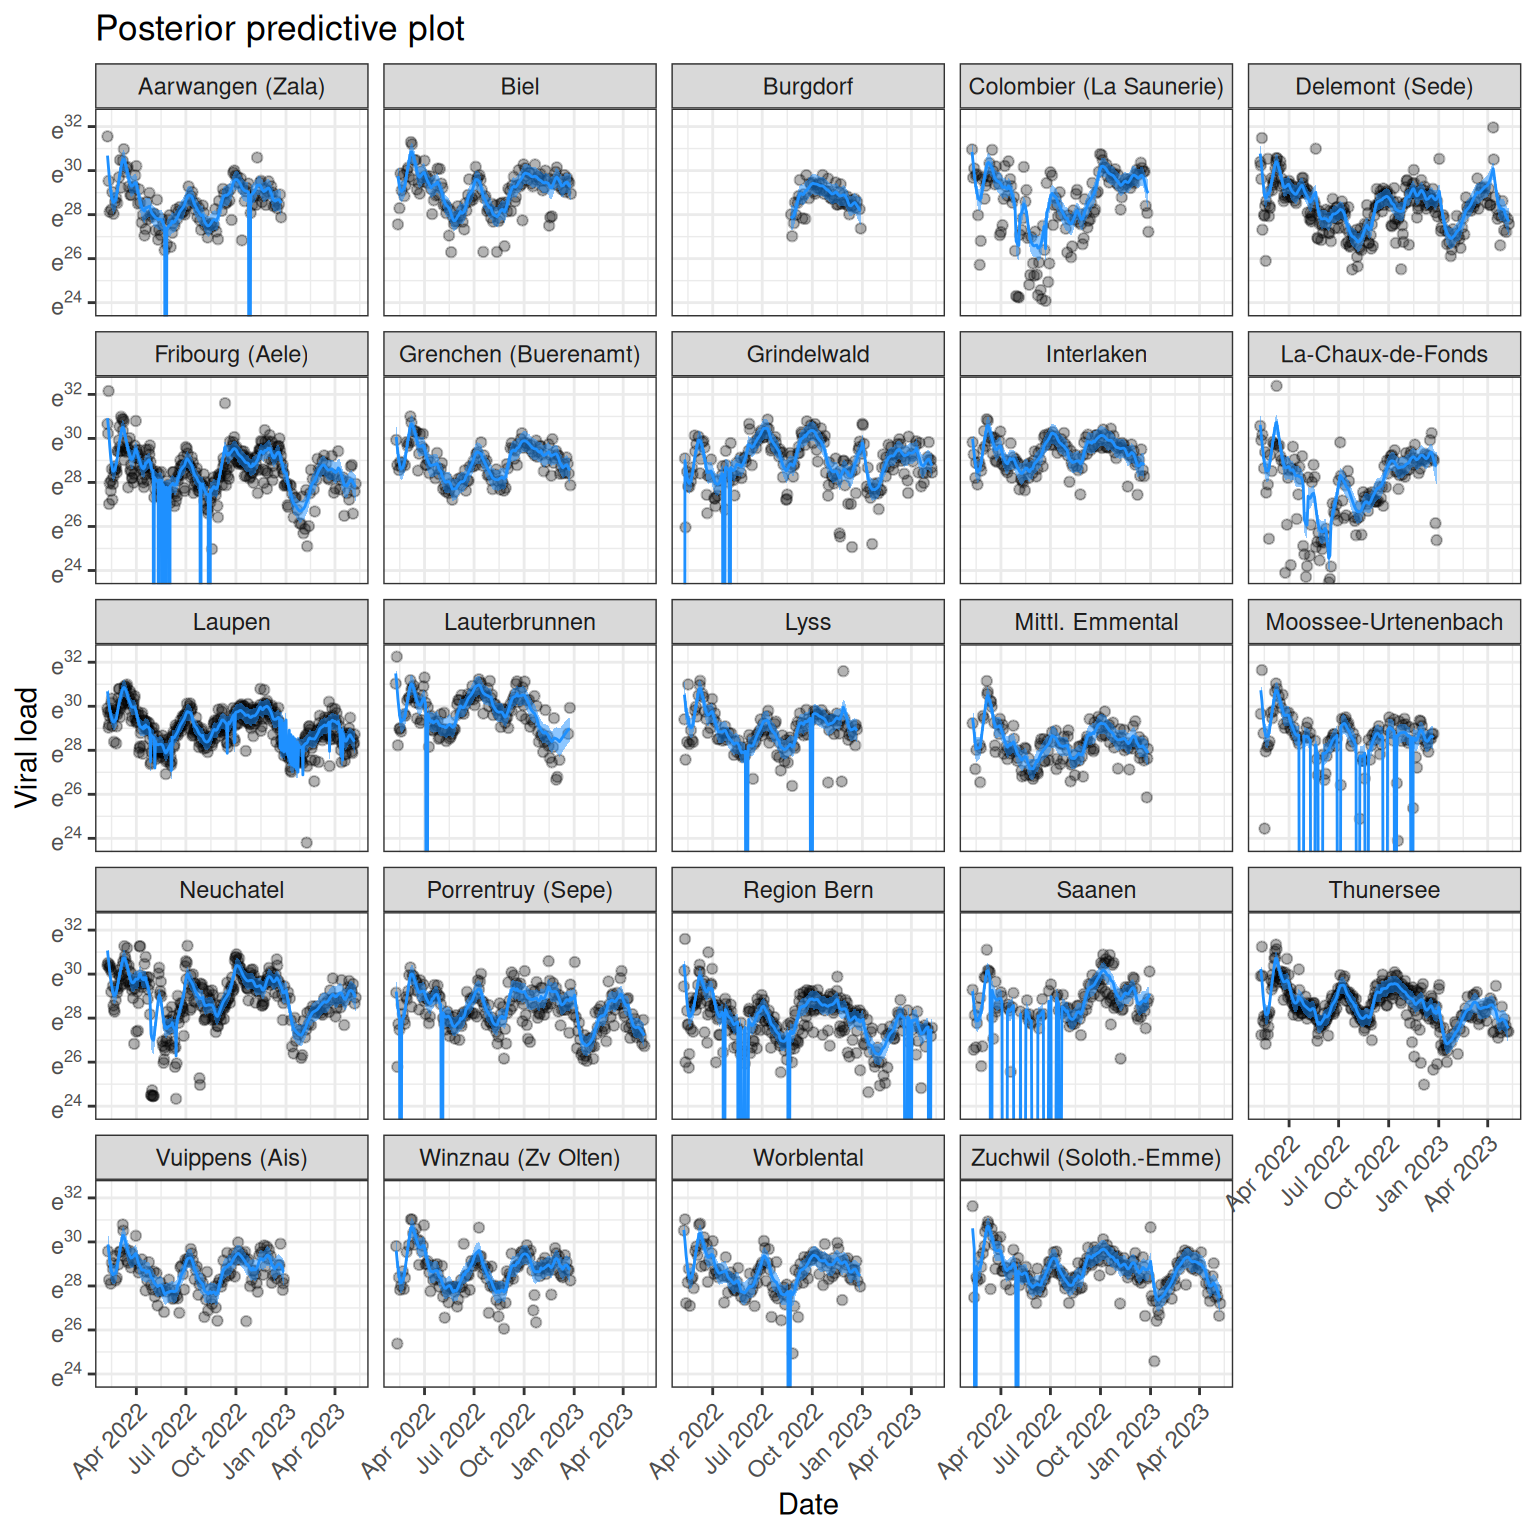 Posterior predictive plot
Aarwangen (Zala) Biel Burgdorf Colombier (La Saunerie) Delemont (Sede)
e32
e30
e28
e26
e24
Fribourg (Aele) Grenchen (Buerenamt) Grindelwald Interlaken La-Chaux-de-Fonds
e32
e30
e28
e26
e24
Laupen Lauterbrunnen Lyss Mittl. Emmental Moossee-Urtenenbach
e32
e30
e28
e26
e24
Viral load
Neuchatel Porrentruy (Sepe) Region Bern Saanen Thunersee
e32
e30
e28
e26
e24
Apr 2022 Jul 2022 Oct 2022 Jan 2023 Apr 2023
Vuippens (Ais) Winznau (Zv Olten) Worblental Zuchwil (Soloth.-Emme)
e32
e30
e28
e26
e24
Apr 2022 Jul 2022 Oct 2022 Jan 2023 Apr 2023 Apr 2022 Jul 2022 Oct 2022 Jan 2023 Apr 2023 Apr 2022 Jul 2022 Oct 2022 Jan 2023 Apr 2023 Apr 2022 Jul 2022 Oct 2022 Jan 2023 Apr 2023
Date